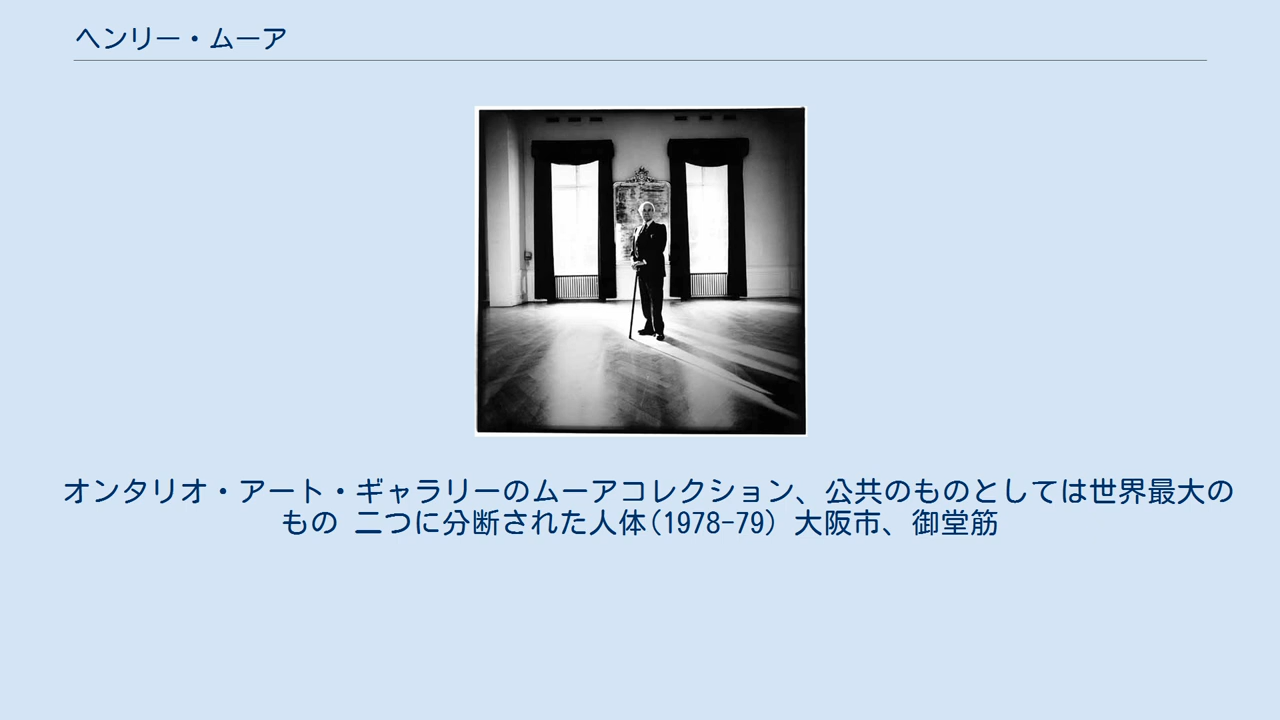 ヘンリー・ムーア
オンタリオ・アート・ギャラリーのムーアコレクション、公共のものとしては世界最大の
もの 二つに分断された人体(1978-79) 大阪市、御堂筋